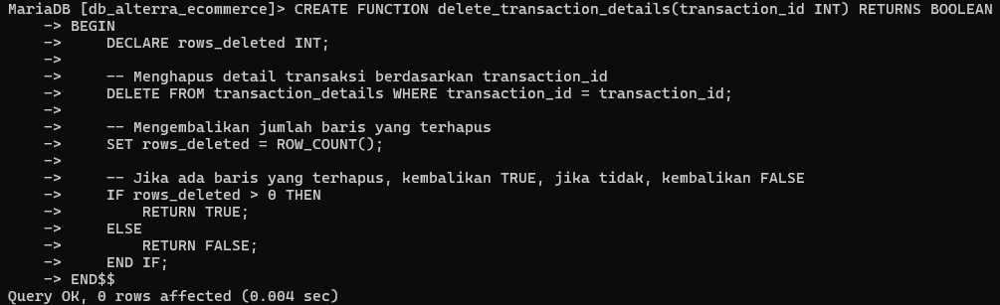 MariaDB [db_alterra_ecommerce]> CREATE FUNCTION delete_transaction_details(transaction_id INT) RETURNS BOOLEAN
    -> BEGIN
    ->     DECLARE rows_deleted INT;
    ->
    ->     -- Menghapus detail transaksi berdasarkan transaction_id
    ->     DELETE FROM transaction_details WHERE transaction_id = transaction_id;
    ->
    ->     -- Mengembalikan jumlah baris yang terhapus
    ->     SET rows_deleted = ROW_COUNT();
    ->
    ->     -- Jika ada baris yang terhapus, kembalikan TRUE, jika tidak, kembalikan FALSE
    ->     IF rows_deleted > 0 THEN
    ->         RETURN TRUE;
    ->     ELSE
    ->         RETURN FALSE;
    ->     END IF;
    -> END$$
Query OK, 0 rows affected (0.004 sec)